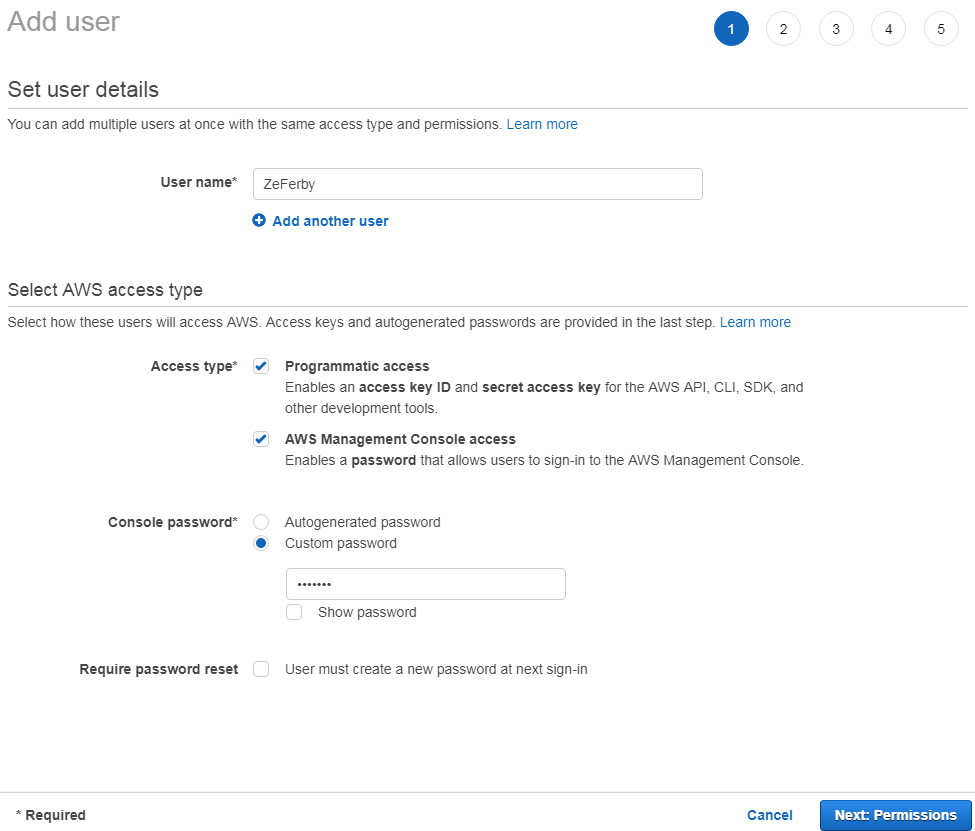 Add user
1 2 3 4 5
Set user details
You can add multiple users at once with the same access type and permissions. Learn more
User name*
ZeFerby
Add another user
Select AWS access type
Select how these users will access AWS. Access keys and autogenerated passwords are provided in the last step. Learn more
Access type*
Programmatic access
Enables an access key ID and secret access key for the AWS API, CLI, SDK, and
other development tools.
AWS Management Console access
Enables a password that allows users to sign-in to the AWS Management Console.
Console password*
Autogenerated password
Custom password
•••••••
Show password
Require password reset
User must create a new password at next sign-in
* Required
Cancel
Next: Permissions